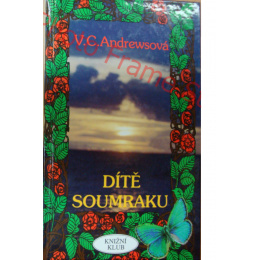 V.C.Andrewsová
DÍTĚ
SOUMRAKU
KNIŽNÍ
KLUB